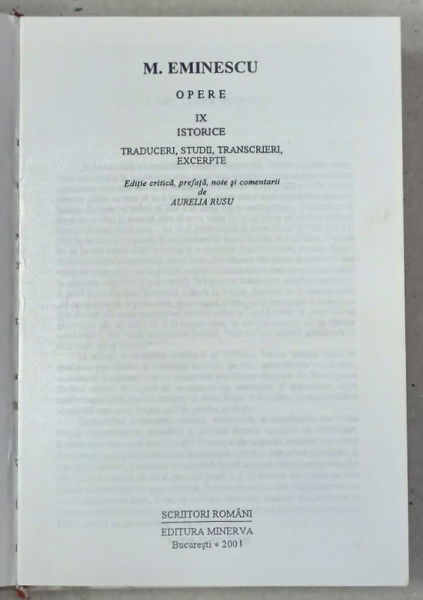 M. EMINESCU
OPERE
IX
ISTORICE
TRADUCERI, STUDII, TRANSCRIERI,
EXCERPTE
Ediție critică, prefață, note și comentarii
de
AURELIA RUSU
SCRIITORI ROMÂNI
EDITURA MINERVA
București • 2001